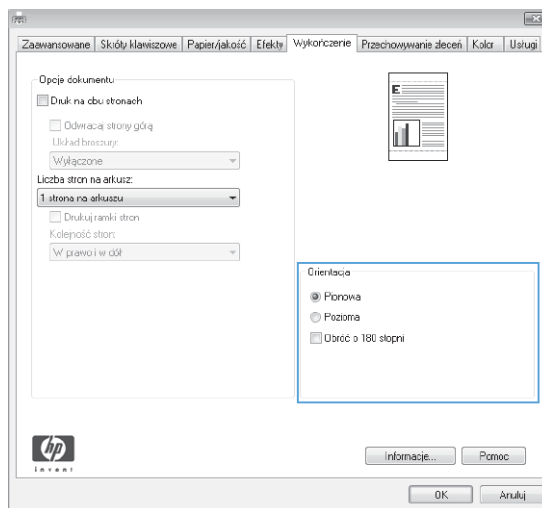 Zaawansowane Skróty klawiszowe Papier/jakość Efekty Wykończenie Przechowywanie zleceń Kolor Usługi
Opcje dokumentu
Druk na obu stronach
Odwracaj strony górą
Układ broszury:
Wyłączone
Liczba stron na arkusz:
1 strona na arkuszu
Drukuj ramki stron
Kolejność stron:
W prawo i w dół
E
Orientacja
Pionowa
Pozioma
Obróć o 180 stopni
hp
invent
Informacje... Pomoc
OK Anuluj